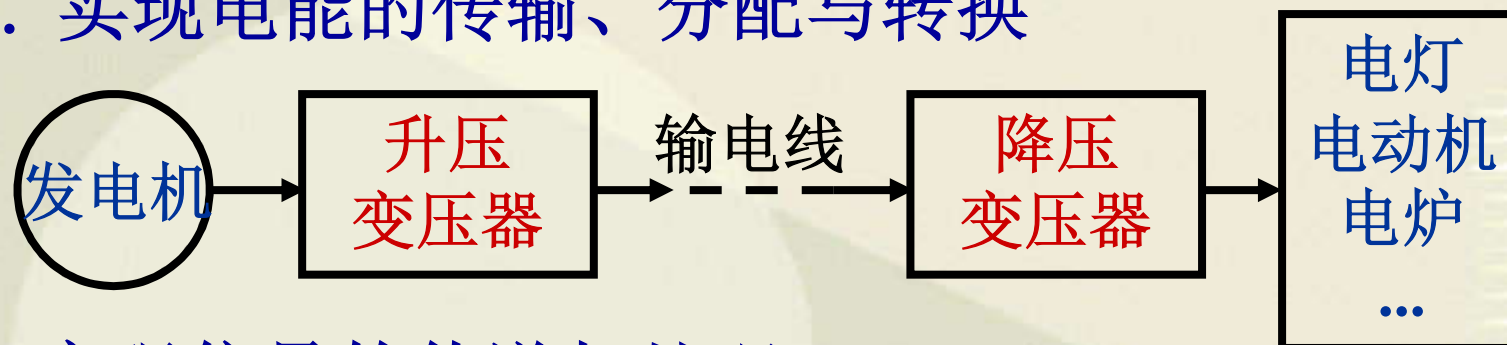 . 实现电能的传输、分配与转换
发电机
升压
变压器
输电线
降压
变压器
电灯
电动机
电炉
...